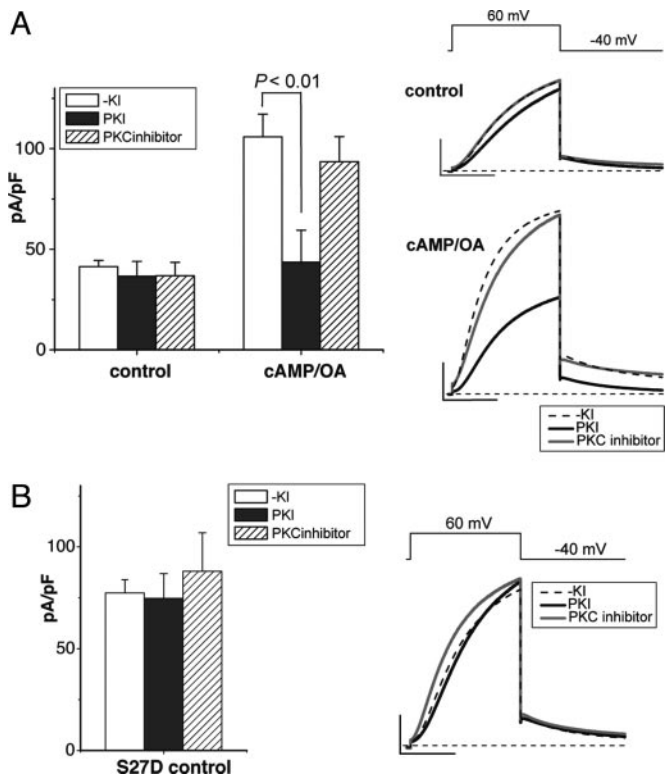 A
60 mV
-40 mV
-KI
PKI
PKCinhibitor
P< 0.01
control
100
pA/pF
50
cAMP/OA
0
control
cAMP/OA
-KI
PKI
PKC inhibitor
B
-KI
PKI
PKCinhibitor
60 mV
-40 mV
100
-KI
PKI
PKC inhibitor
pA/pF
50
0
S27D control